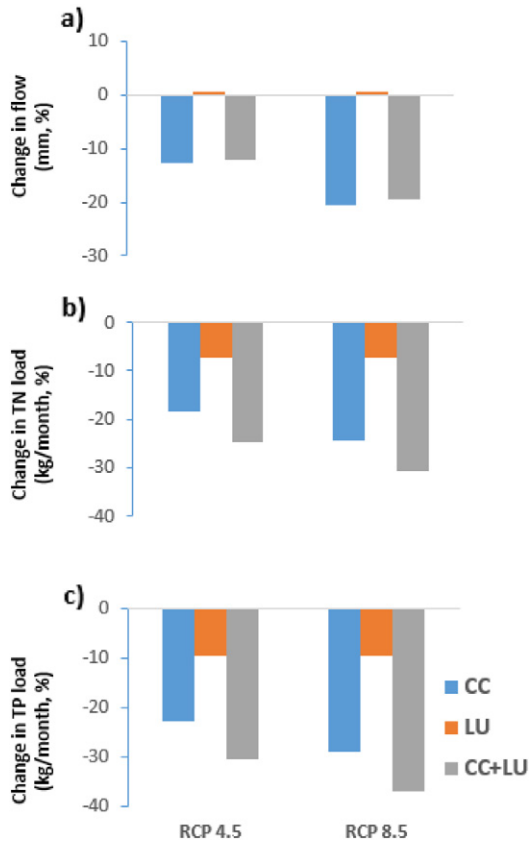 a)
Change in flow
(mm, %)
10
0
-10
-20
-30
b)
Change in TN load
(kg/month, %)
0
-10
-20
-30
-40
c)
Change in TP load
(kg/month, %)
0
-10
-20
-30
-40
RCP 4.5
RCP 8.5
CC
LU
CC+LU